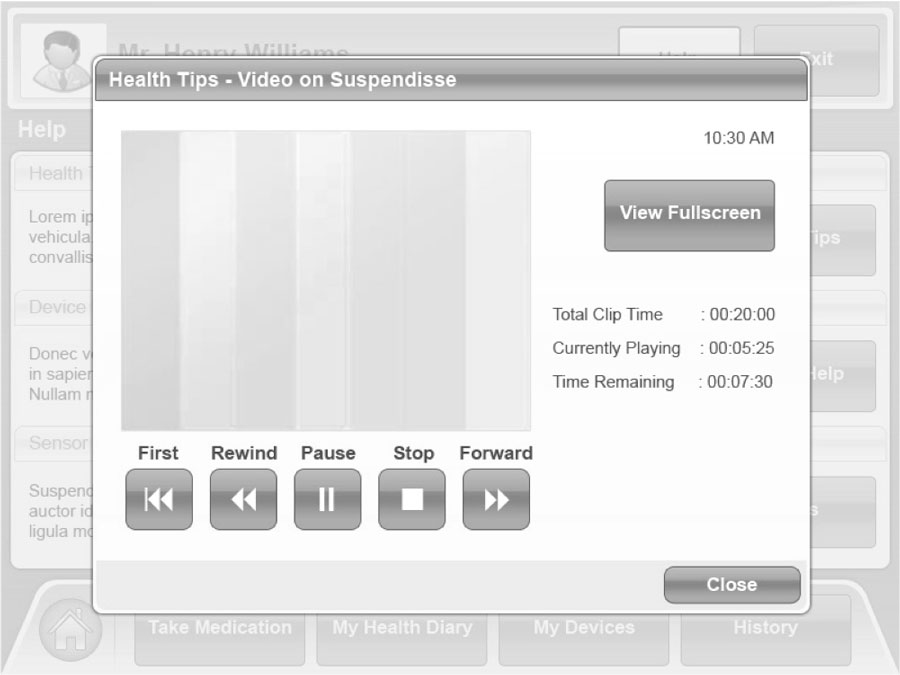 Mr. Henry Williams
Help
Exit
Health Tips - Video on Suspendisse
Help
10:30 AM
Health
View Fullscreen
Lorem ip
vehicula
convallis
Tips
Device
Total Clip Time : 00:20:00
Currently Playing : 00:05:25
Time Remaining : 00:07:30
Donec v
in sapien
Nullam
Help
Sensor
First Rewind Pause Stop Forward
Suspend
auctor id
ligula mo
s
Close
Take Medication My Health Diary My Devices History